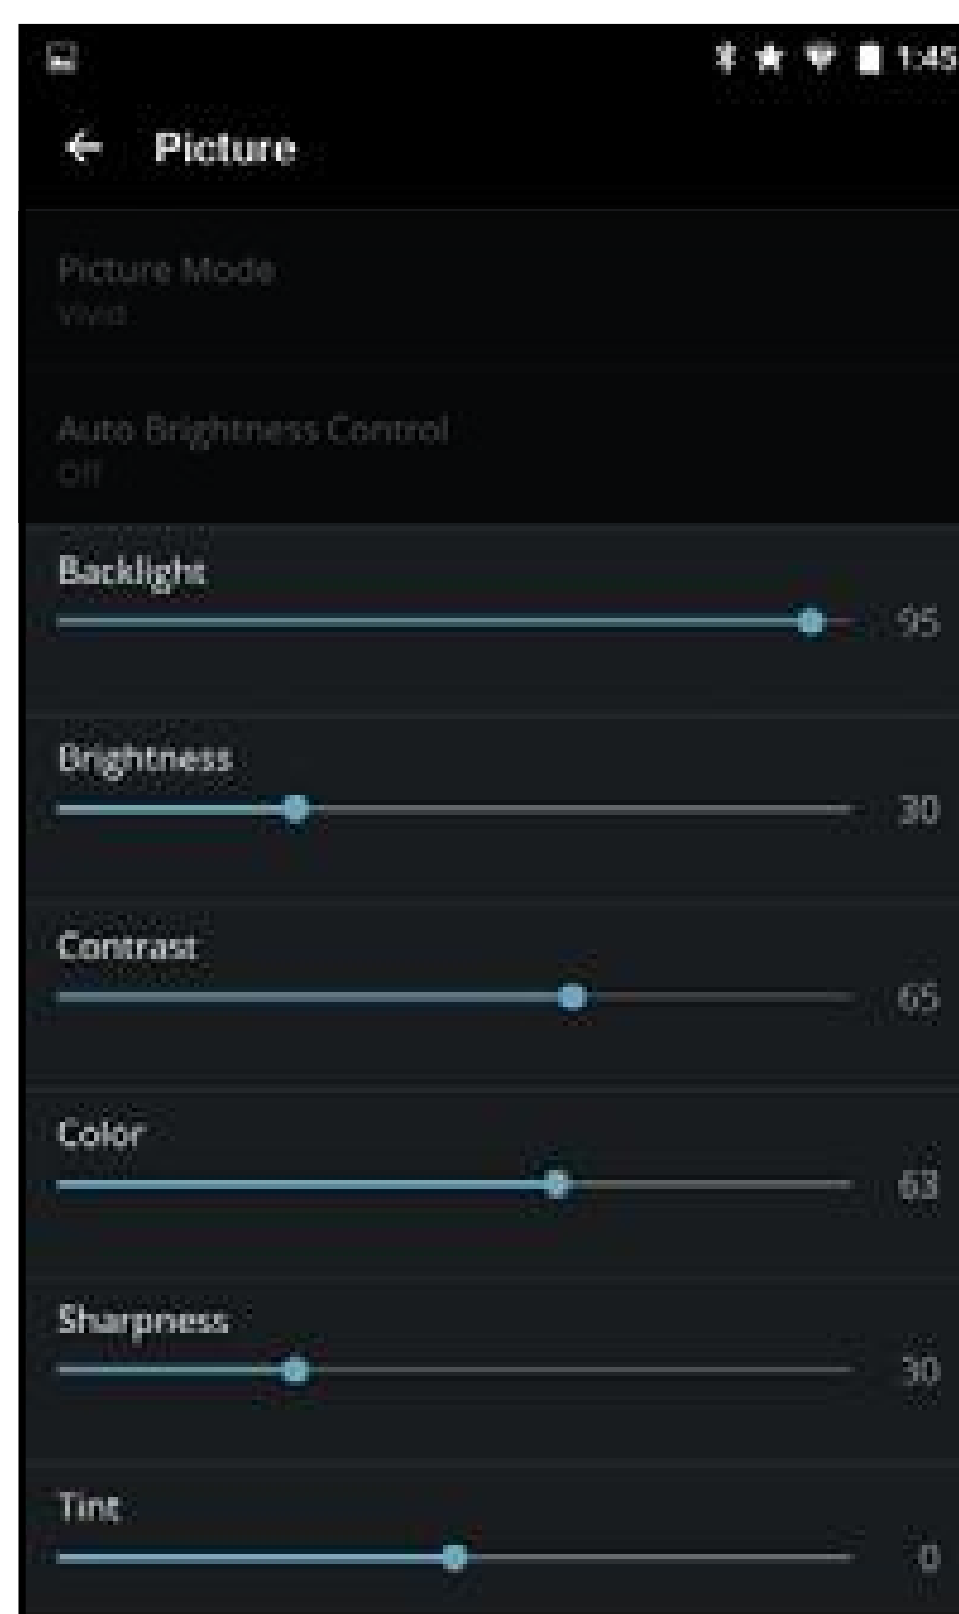 1:45
Picture
Picture Mode
Vivid
Auto Brightness Control
Off
Backlight
95
Brightness
30
Contrast
65
Color
63
Sharpness
30
Tint
0